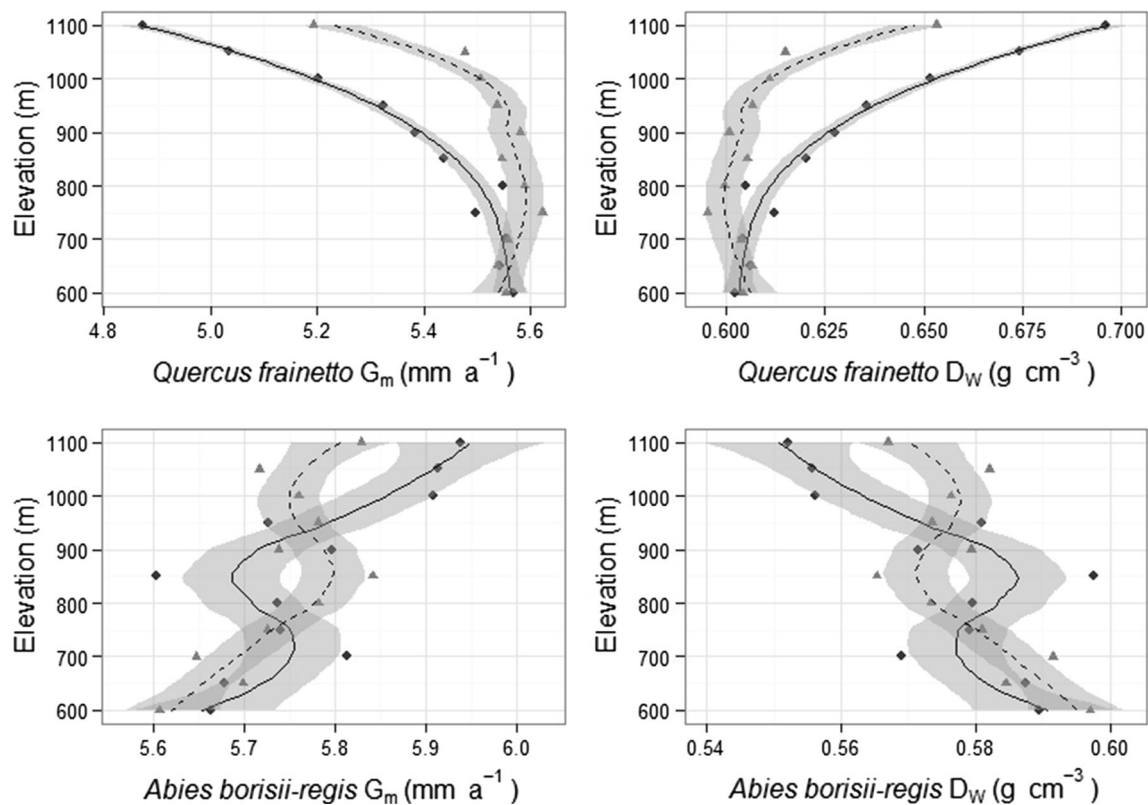 1100
1000
900
800
700
600
Elevation (m)
4.8 5.0 5.2 5.4 5.6
Quercus frainetto Gm (mm a⁻¹)
1100
1000
900
800
700
600
Elevation (m)
0.600 0.625 0.650 0.675 0.700
Quercus frainetto DW (g cm⁻³)
1100
1000
900
800
700
600
Elevation (m)
5.6 5.7 5.8 5.9 6.0
Abies borisii-regis Gm (mm a⁻¹)
1100
1000
900
800
700
600
Elevation (m)
0.54 0.56 0.58 0.60
Abies borisii-regis DW (g cm⁻³)